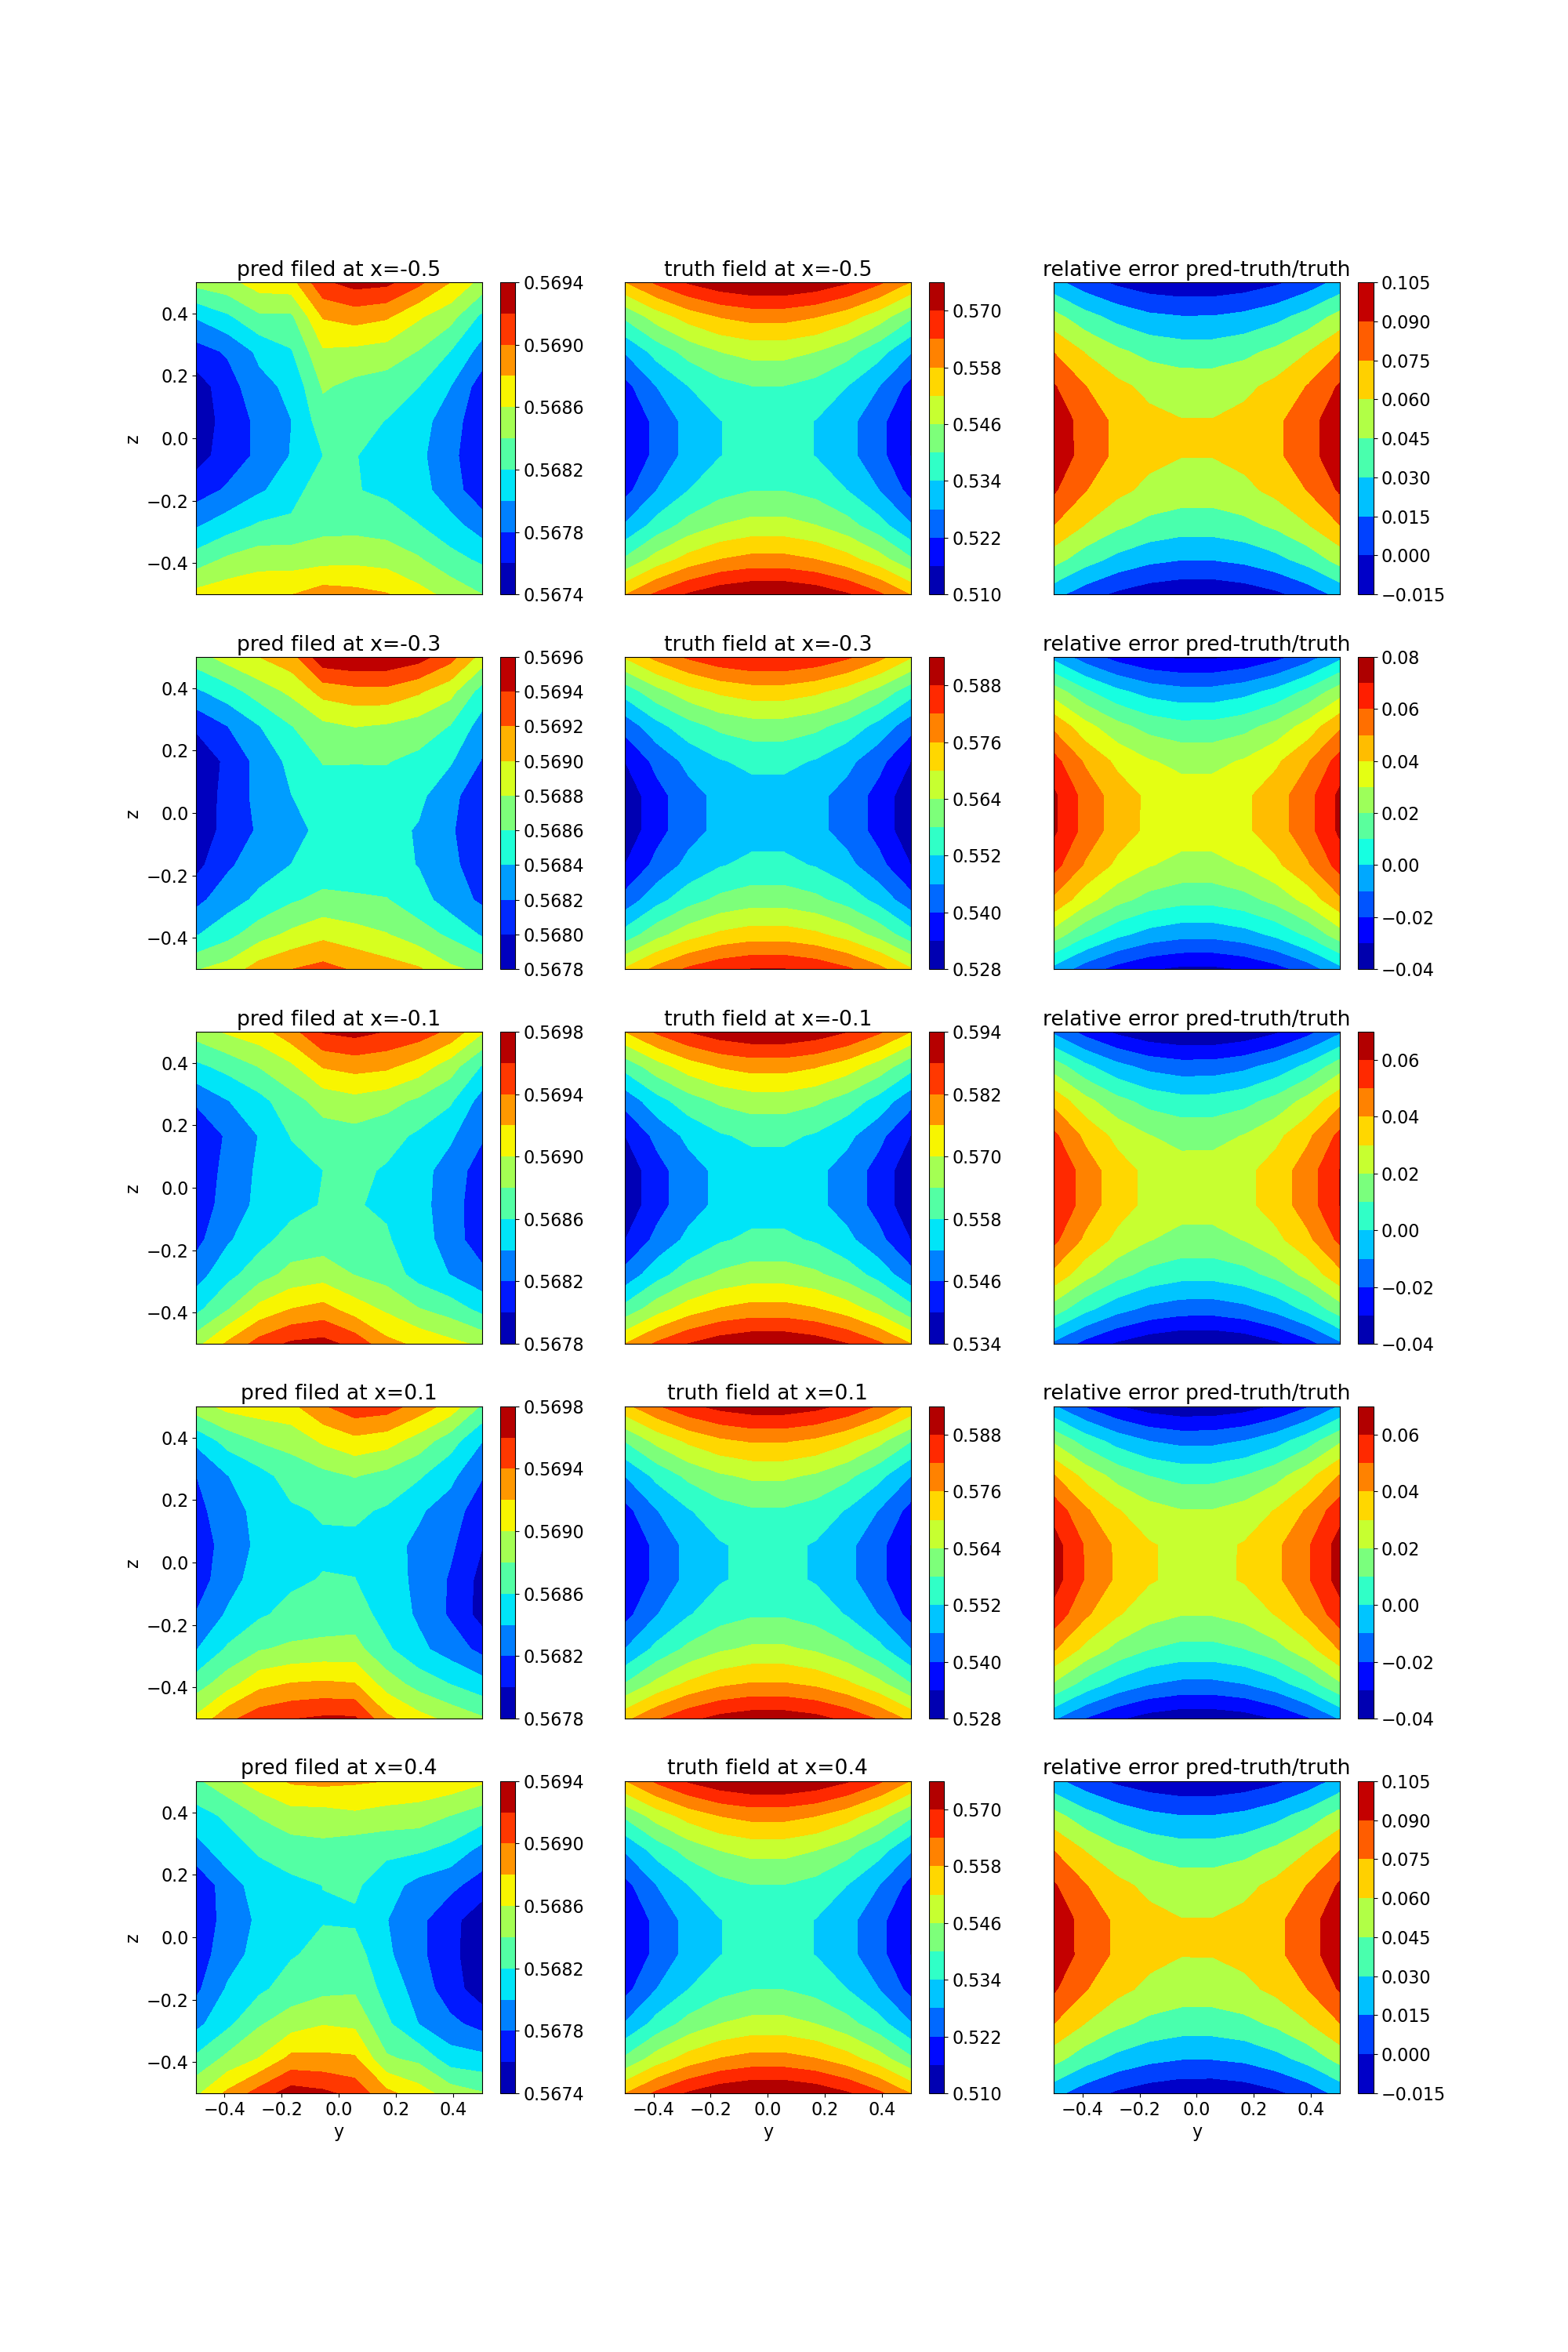 pred filed at x=-0.5 truth field at x=-0.5 relative error pred-truth/truth
z 0.4 0.2 0.0 −0.2 −0.4
0.5694 0.5690 0.5686 0.5682 0.5678 0.5674
0.570 0.558 0.546 0.534 0.522 0.510
0.105 0.090 0.075 0.060 0.045 0.030 0.015 0.000 −0.015
pred filed at x=-0.3 truth field at x=-0.3 relative error pred-truth/truth
z 0.4 0.2 0.0 −0.2 −0.4
0.5696 0.5694 0.5692 0.5690 0.5688 0.5686 0.5684 0.5682 0.5680 0.5678
0.588 0.576 0.564 0.552 0.540 0.528
0.08 0.06 0.04 0.02 0.00 −0.02 −0.04
pred filed at x=-0.1 truth field at x=-0.1 relative error pred-truth/truth
z 0.4 0.2 0.0 −0.2 −0.4
0.5698 0.5694 0.5690 0.5686 0.5682 0.5678
0.594 0.582 0.570 0.558 0.546 0.534
0.06 0.04 0.02 0.00 −0.02 −0.04
pred filed at x=0.1 truth field at x=0.1 relative error pred-truth/truth
z 0.4 0.2 0.0 −0.2 −0.4
0.5698 0.5694 0.5690 0.5686 0.5682 0.5678
0.588 0.576 0.564 0.552 0.540 0.528
0.06 0.04 0.02 0.00 −0.02 −0.04
pred filed at x=0.4 truth field at x=0.4 relative error pred-truth/truth
z 0.4 0.2 0.0 −0.2 −0.4
0.5694 0.5690 0.5686 0.5682 0.5678 0.5674
0.570 0.558 0.546 0.534 0.522 0.510
0.105 0.090 0.075 0.060 0.045 0.030 0.015 0.000 −0.015
−0.4 −0.2 0.0 0.2 0.4 −0.4 −0.2 0.0 0.2 0.4 −0.4 −0.2 0.0 0.2 0.4
y y y